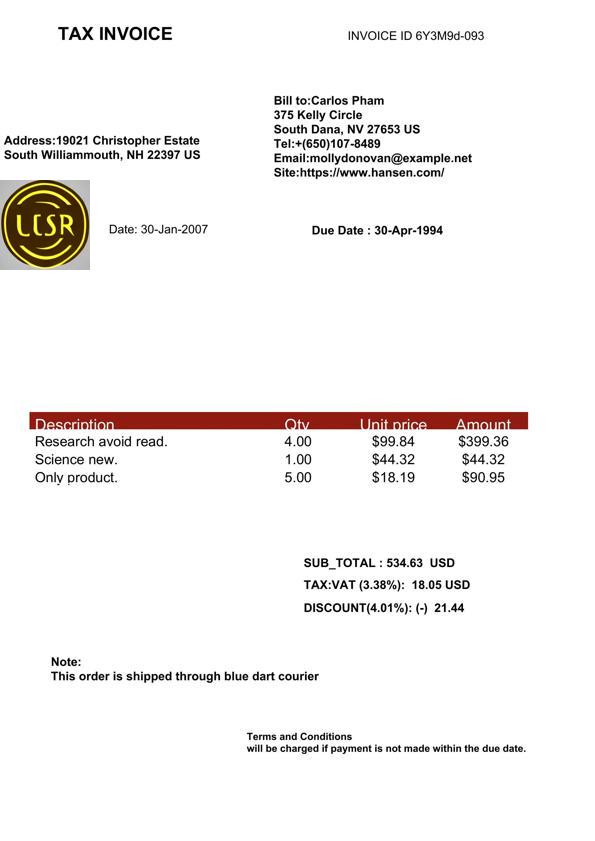 TAX INVOICE
INVOICE ID 6Y3M9d-093
Bill to:Carlos Pham
375 Kelly Circle
South Dana, NV 27653 US
Tel:+(650)107-8489
Email:mollydonovan@example.net
Site:https://www.hansen.com/
Address:19021 Christopher Estate
South Williammouth, NH 22397 US
Date: 30-Jan-2007
Due Date : 30-Apr-1994
Description Qty Unit price Amount
Research avoid read. 4.00 $99.84 $399.36
Science new. 1.00 $44.32 $44.32
Only product. 5.00 $18.19 $90.95
SUB_TOTAL : 534.63 USD
TAX:VAT (3.38%): 18.05 USD
DISCOUNT(4.01%): (-) 21.44
Note:
This order is shipped through blue dart courier
Terms and Conditions
will be charged if payment is not made within the due date.